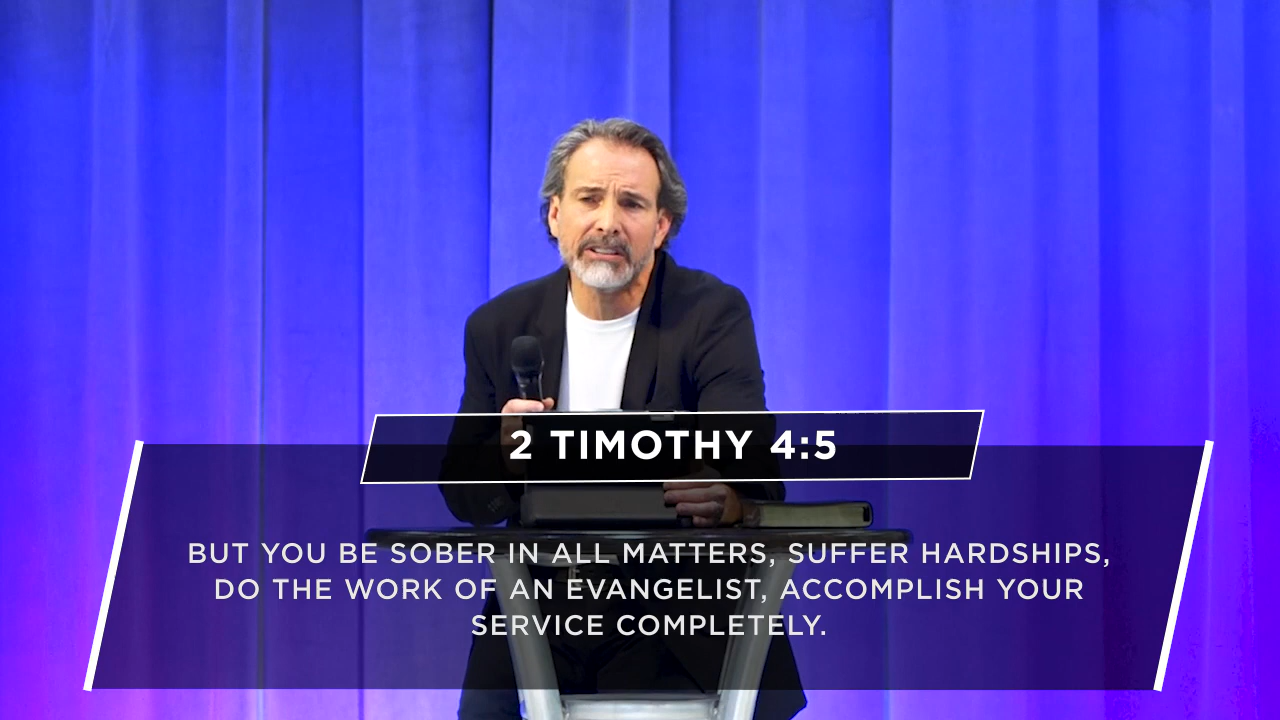 2 TIMOTHY 4:5
BUT YOU BE SOBER IN ALL MATTERS, SUFFER HARDSHIPS,
DO THE WORK OF AN EVANGELIST, ACCOMPLISH YOUR
SERVICE COMPLETELY.